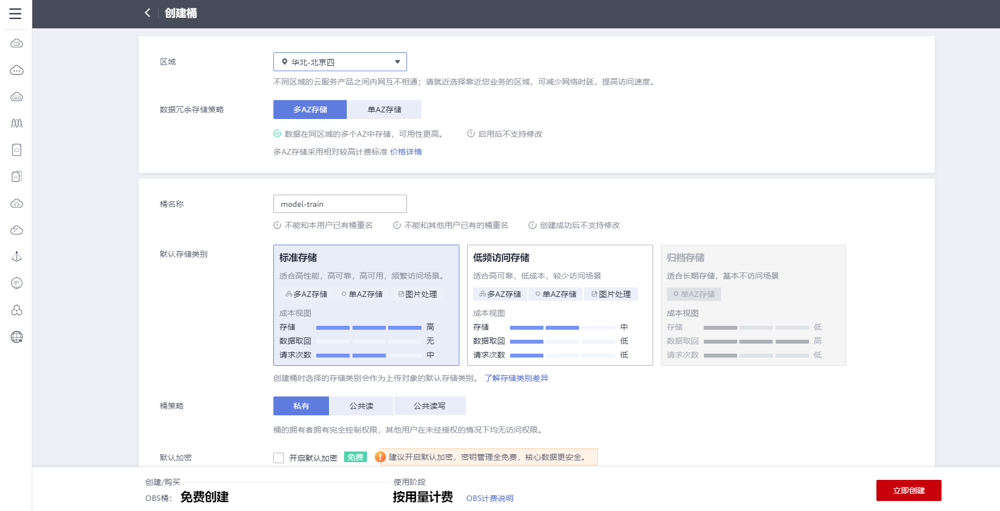 创建桶
区域
华北-北京四
不同区域的云服务产品之间内网互不相通；请就近选择靠近您业务的区域，可减少网络时延，提高访问速度。
数据冗余存储策略
多AZ存储 单AZ存储
数据在同区域的多个AZ中存储，可用性更高。 启用后不支持修改
多AZ存储采用相对较高计费标准 价格详情
桶名称
model-train
不能和本用户已有桶重名 不能和其他用户已有的桶重名 创建成功后不支持修改
默认存储类别
标准存储
适合高性能，高可靠，高可用，频繁访问场景。
多AZ存储 单AZ存储 图片处理
成本视图
存储 高
数据取回 无
请求次数 中
低频访问存储
适合高可靠，低成本，较少访问场景
多AZ存储 单AZ存储 图片处理
成本视图
存储 中
数据取回 低
请求次数 低
归档存储
适合长期存储，基本不访问场景
单AZ存储
成本视图
存储 低
数据取回 高
请求次数 低
创建桶时选择的存储类别会作为上传对象的默认存储类别。 了解存储类别差异
桶策略
私有 公共读 公共读写
桶的拥有者拥有完全控制权限，其他用户在未经授权的情况下均无访问权限。
默认加密
开启默认加密 免费 建议开启默认加密，密钥管理全免费，核心数据更安全。
创建/购买 使用阶段
OBS桶： 免费创建 按用量计费 OBS计费说明
立即创建
IP
W